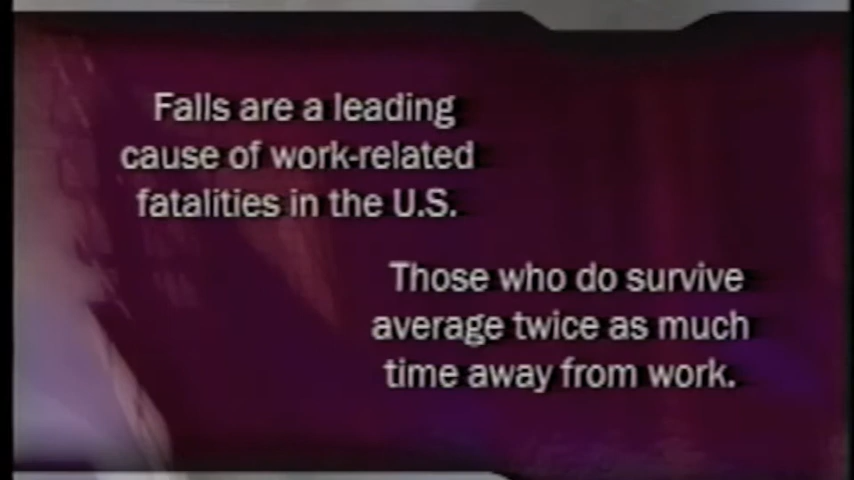 Falls are a leading
cause of work-related
fatalities in the U.S.
Those who do survive
average twice as much
time away from work.